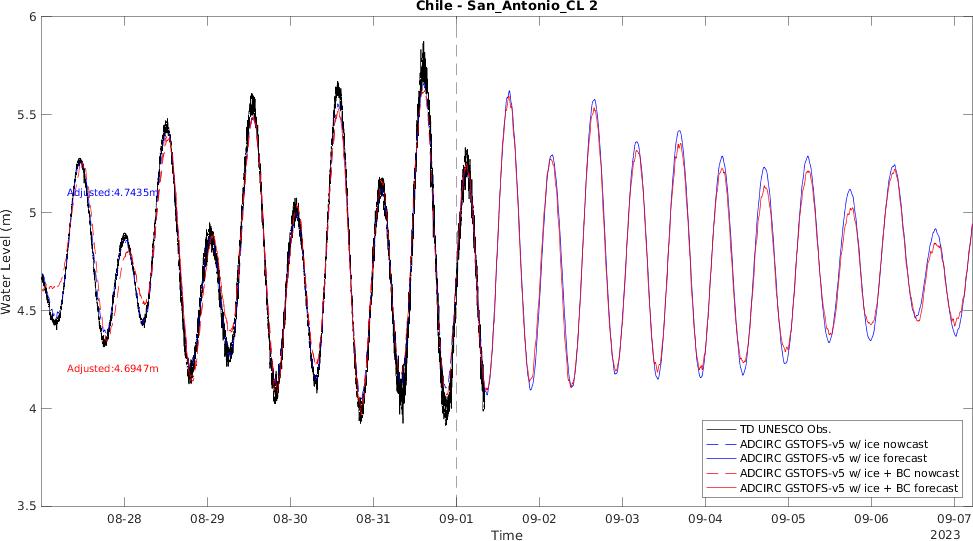 Chile - San_Antonio_CL 2
6
5.5
5
4.5
4
3.5
Water Level (m)
Adjusted:4.7435m
Adjusted:4.6947m
TD UNESCO Obs.
ADCIRC GSTOFS-v5 w/ ice nowcast
ADCIRC GSTOFS-v5 w/ ice forecast
ADCIRC GSTOFS-v5 w/ ice + BC nowcast
ADCIRC GSTOFS-v5 w/ ice + BC forecast
08-28 08-29 08-30 08-31 09-01 09-02 09-03 09-04 09-05 09-06 09-07
2023
Time